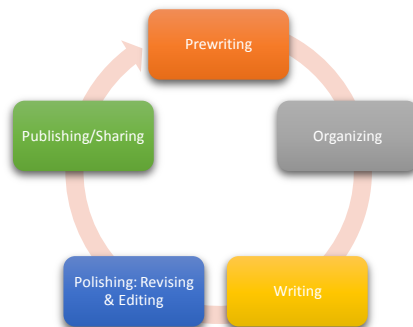 Prewriting
Organizing
Writing
Polishing: Revising
& Editing
Publishing/Sharing